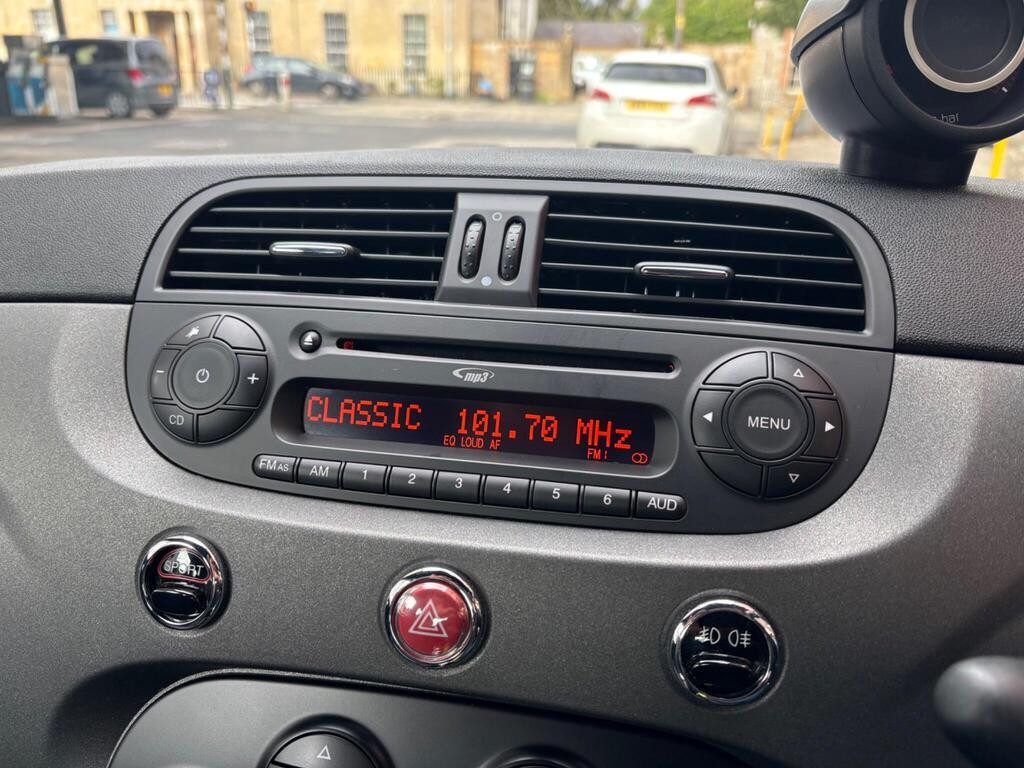 bar
mp3
CD
MENU
CLASSIC 101.70 MHz
EQ LOUD AF FM1
FM AS AM 1 2 3 4 5 6 AUD
SPORT